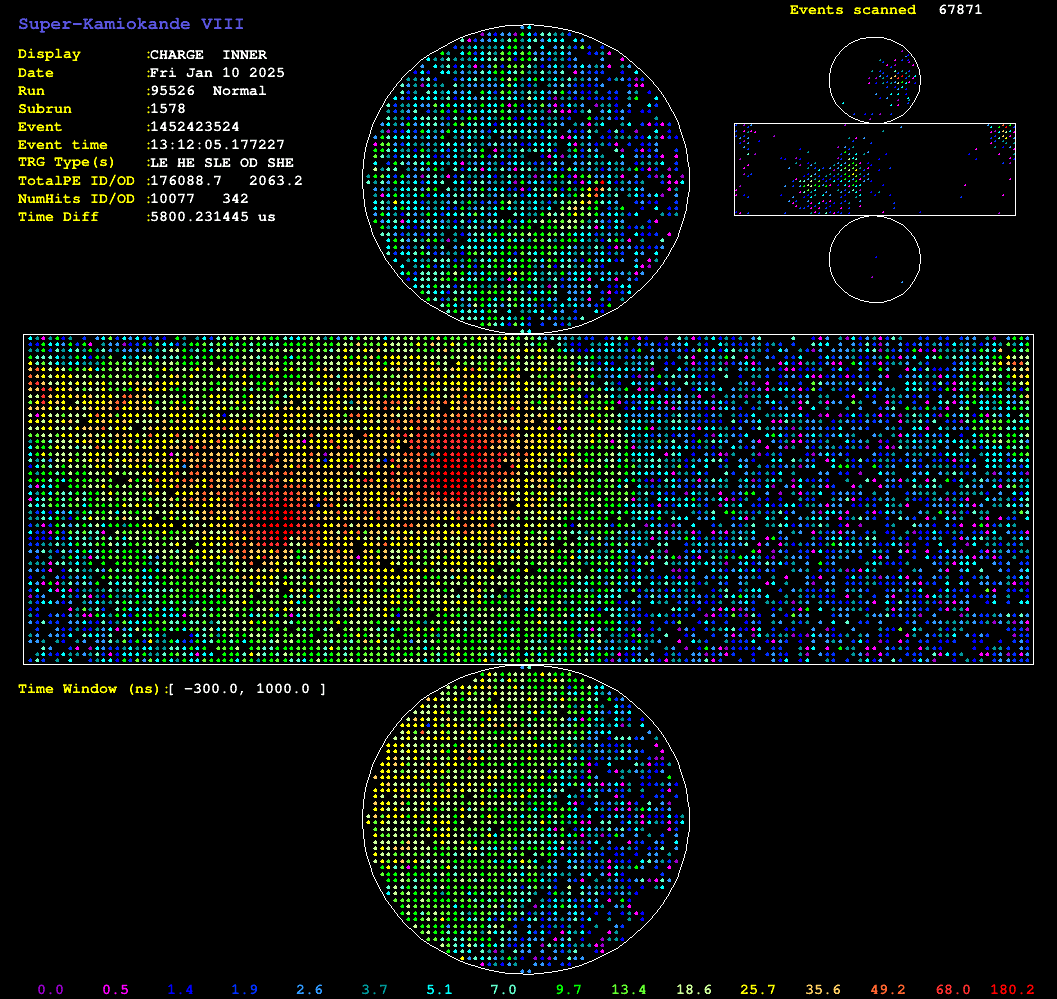 Super-Kamiokande VIII
Events scanned 67871
Display :CHARGE INNER
Date :Fri Jan 10 2025
Run :95526 Normal
Subrun :1578
Event :1452423524
Event time :13:12:05.177227
TRG Type(s) :LE HE SLE OD SHE
TotalPE ID/OD :176088.7 2063.2
NumHits ID/OD :10077 342
Time Diff :5800.231445 us
Time Window (ns):[ -300.0, 1000.0 ]
0.0 0.5 1.4 1.9 2.6 3.7 5.1 7.0 9.7 13.4 18.6 25.7 35.6 49.2 68.0 180.2